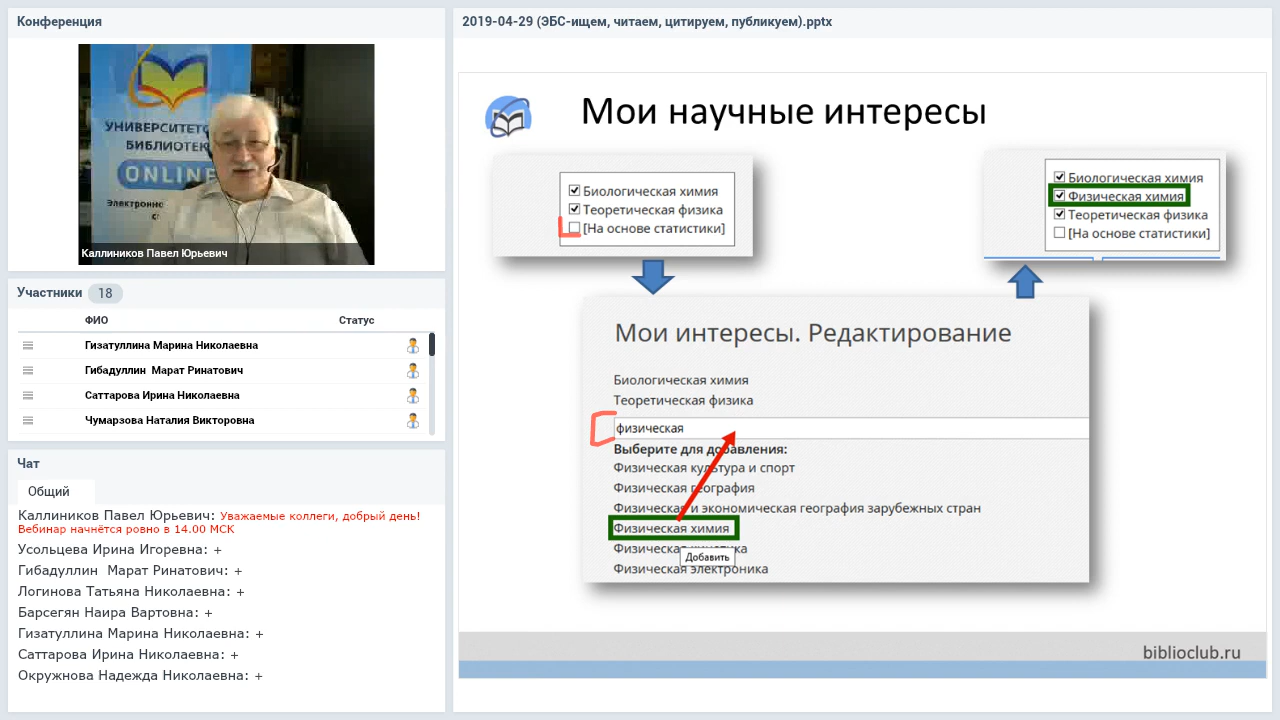 Конференция
УНИВЕРСИТЕТС
БИБЛИОТЕК
ONLINE
Электронно
Каллиников Павел Юрьевич
Участники 18
ФИО Статус
Гизатуллина Марина Николаевна
Гибадуллин Марат Ринатович
Саттарова Ирина Николаевна
Чумарзова Наталия Викторовна
Чат
Общий
Каллиников Павел Юрьевич: Уважаемые коллеги, добрый день!
Вебинар начнётся ровно в 14.00 МСК
Усольцева Ирина Игоревна: +
Гибадуллин Марат Ринатович: +
Логинова Татьяна Николаевна: +
Барсегян Наира Вартовна: +
Гизатуллина Марина Николаевна: +
Саттарова Ирина Николаевна: +
Окружнова Надежда Николаевна: +
2019-04-29 (ЭБС-ищем, читаем, цитируем, публикуем).pptx
Мои научные интересы
Биологическая химия
Теоретическая физика
[На основе статистики]
Биологическая химия
Физическая химия
Теоретическая физика
[На основе статистики]
Мои интересы. Редактирование
Биологическая химия
Теоретическая физика
физическая
Выберите для добавления:
Физическая культура и спорт
Физическая география
Физическая и экономическая география зарубежных стран
Физическая химия
Физическая
Добавить
Физическая электроника
biblioclub.ru